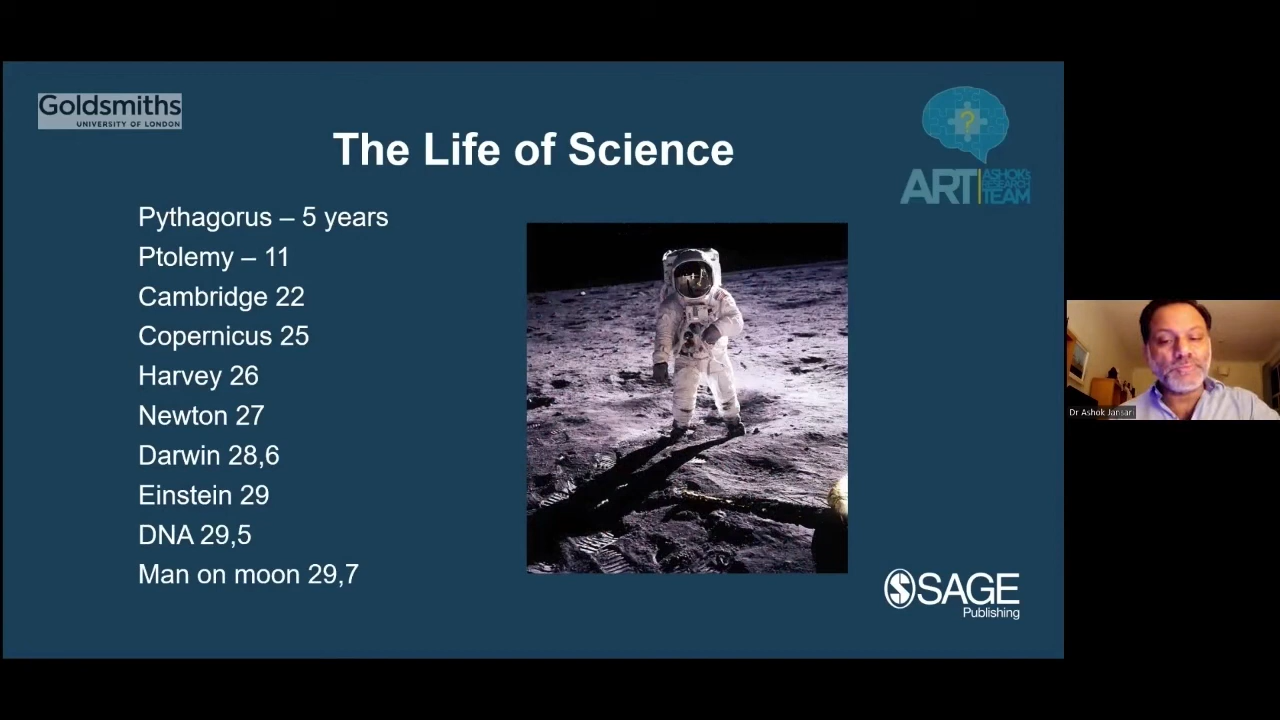 Goldsmiths
UNIVERSITY OF LONDON
The Life of Science
?
ART
ASHOK's
RESEARCH
TEAM
Pythagorus – 5 years
Ptolemy – 11
Cambridge 22
Copernicus 25
Harvey 26
Newton 27
Darwin 28,6
Einstein 29
DNA 29,5
Man on moon 29,7
SAGE
Publishing
Dr Ashok Jansari